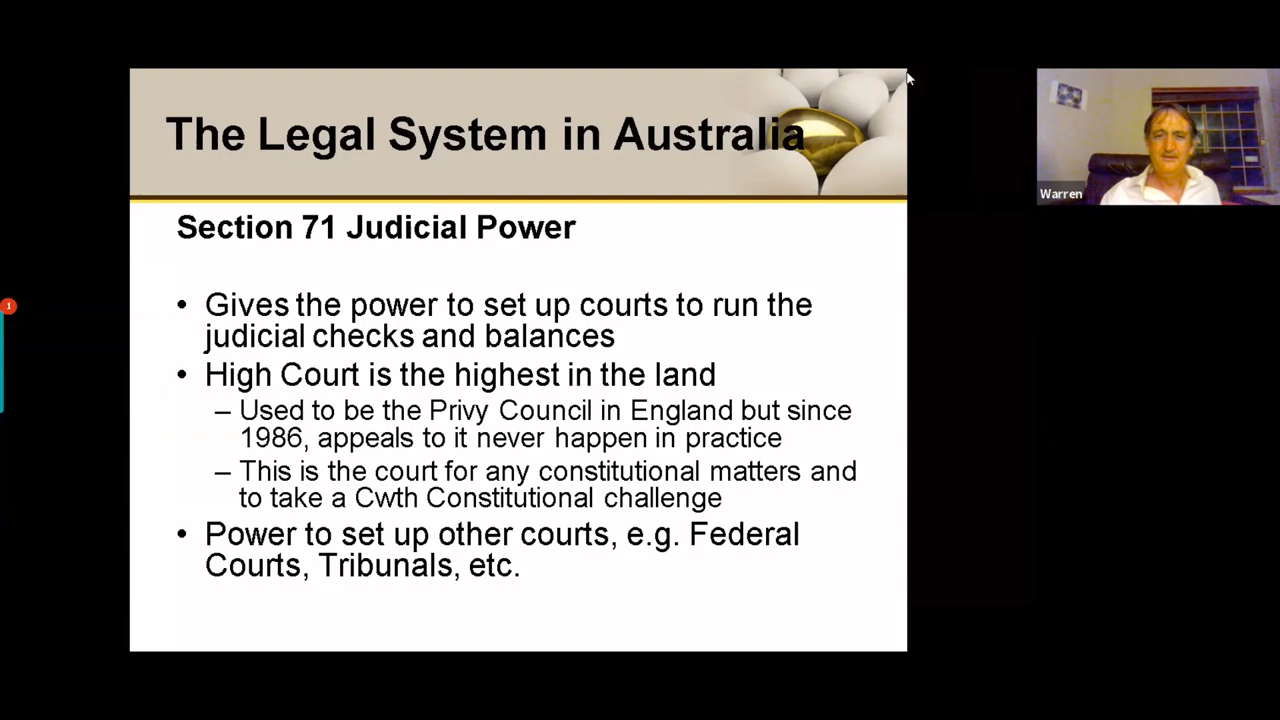 The Legal System in Australia
Section 71 Judicial Power
• Gives the power to set up courts to run the
judicial checks and balances
• High Court is the highest in the land
– Used to be the Privy Council in England but since
1986, appeals to it never happen in practice
– This is the court for any constitutional matters and
to take a Cwth Constitutional challenge
• Power to set up other courts, e.g. Federal
Courts, Tribunals, etc.
Warren
1